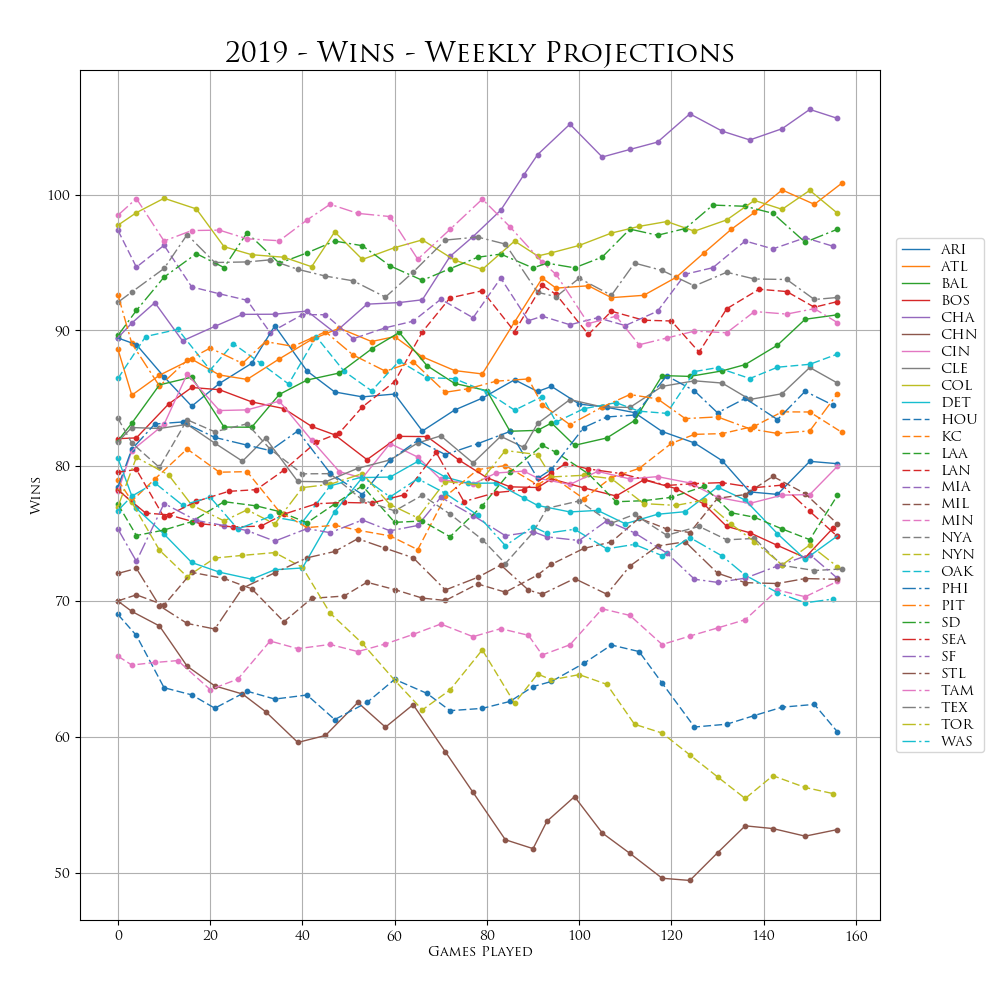 2019 - Wins - Weekly Projections
100
90
80
70
60
50
Wins
0 20 40 60 80 100 120 140 160
Games Played
ARI
ATL
BAL
BOS
CHA
CHN
CIN
CLE
COL
DET
HOU
KC
LAA
LAN
MIA
MIL
MIN
NYA
NYN
OAK
PHI
PIT
SD
SEA
SF
STL
TAM
TEX
TOR
WAS